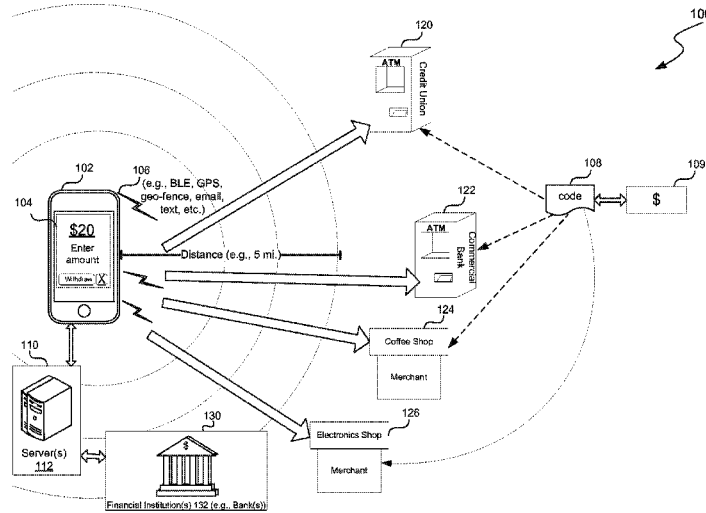 100
120
ATM
Credit Union
102
106
(e.g., BLE, GPS,
geo-fence, email,
text, etc.)
108
code
109
$
104
$20
Enter
amount
Withdraw X
122
ATM
Commercial
Bank
Distance (e.g., 5 mi.)
124
Coffee Shop
Merchant
110
Server(s)
112
126
Electronics Shop
Merchant
130
$
Financial Institution(s) 132 (e.g., Bank(s))